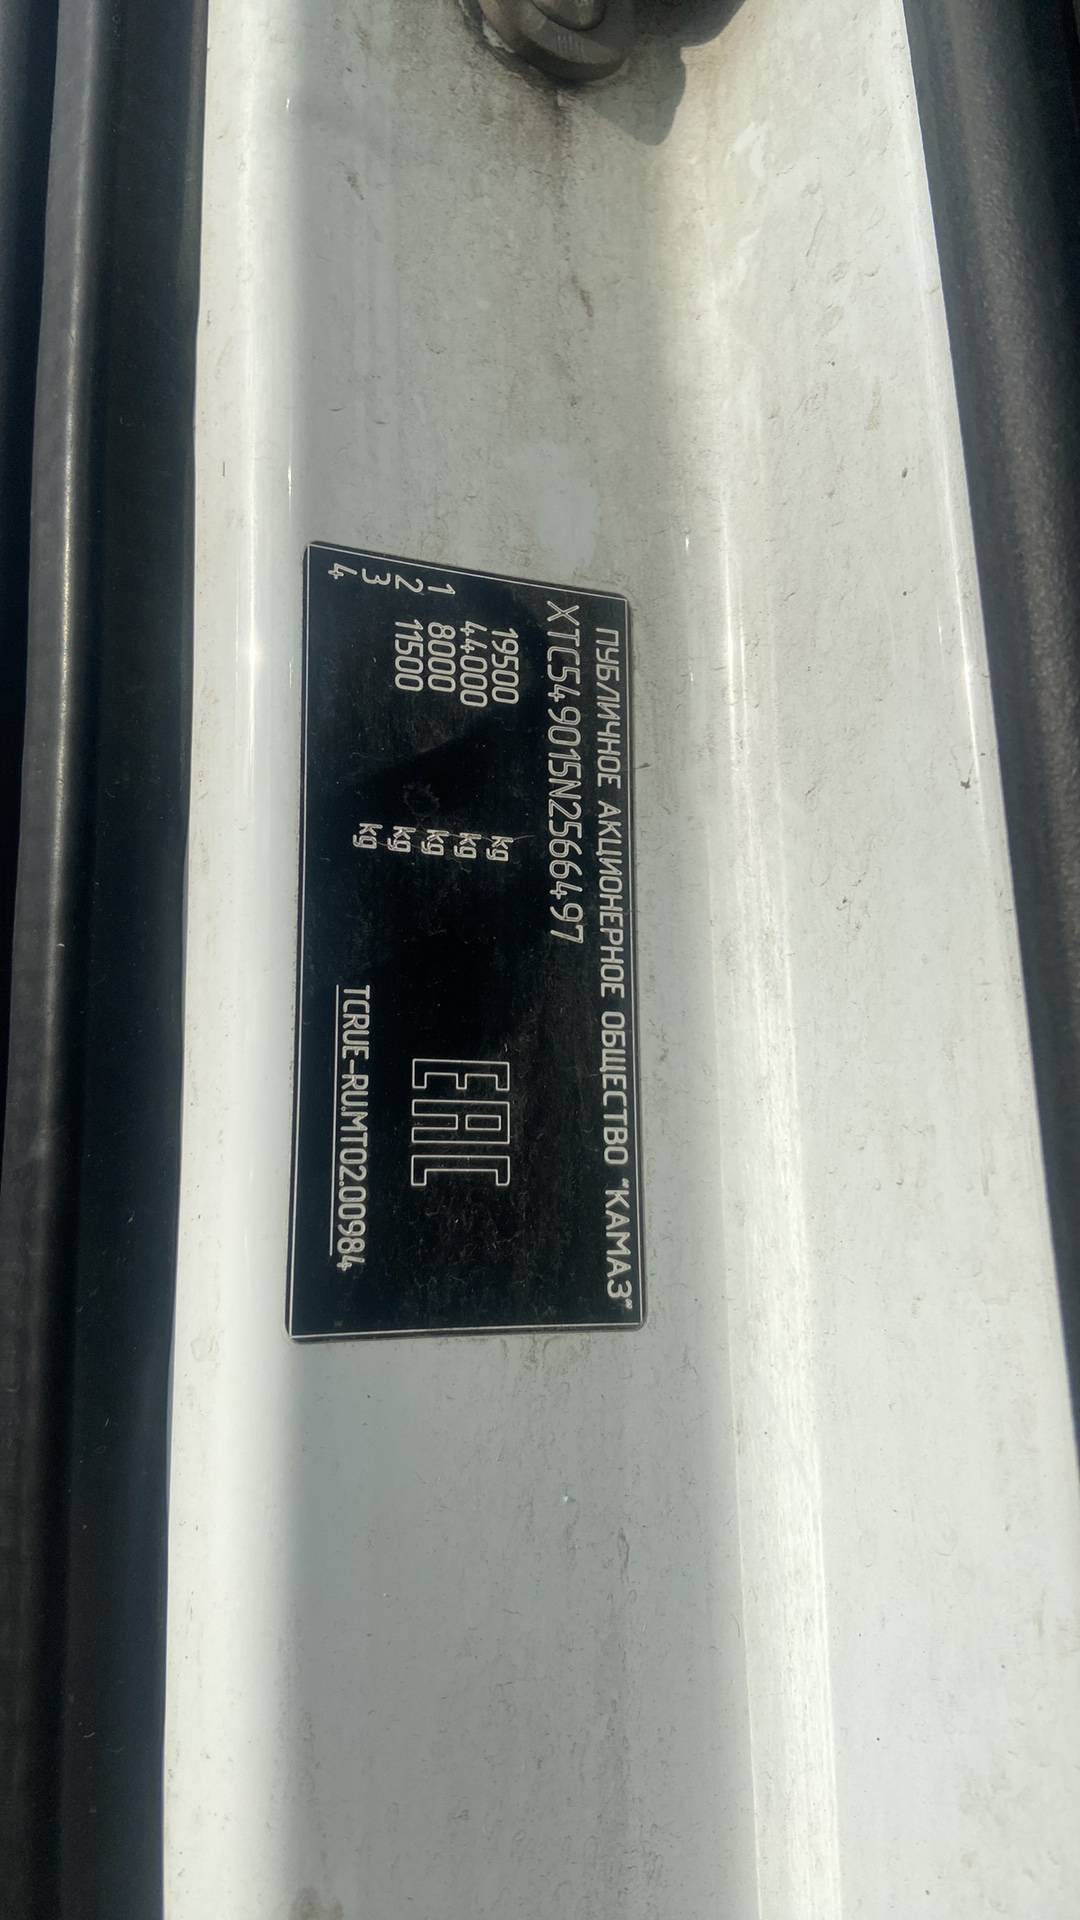 ПУБЛИЧНОЕ АКЦИОНЕРНОЕ ОБЩЕСТВО "КАМАЗ"
XTC549015N2566497
19500 kg
44000 kg
1 8000 kg
2 11500 kg
3 kg
4
EAC
TCRUE-RU.MT02.00984